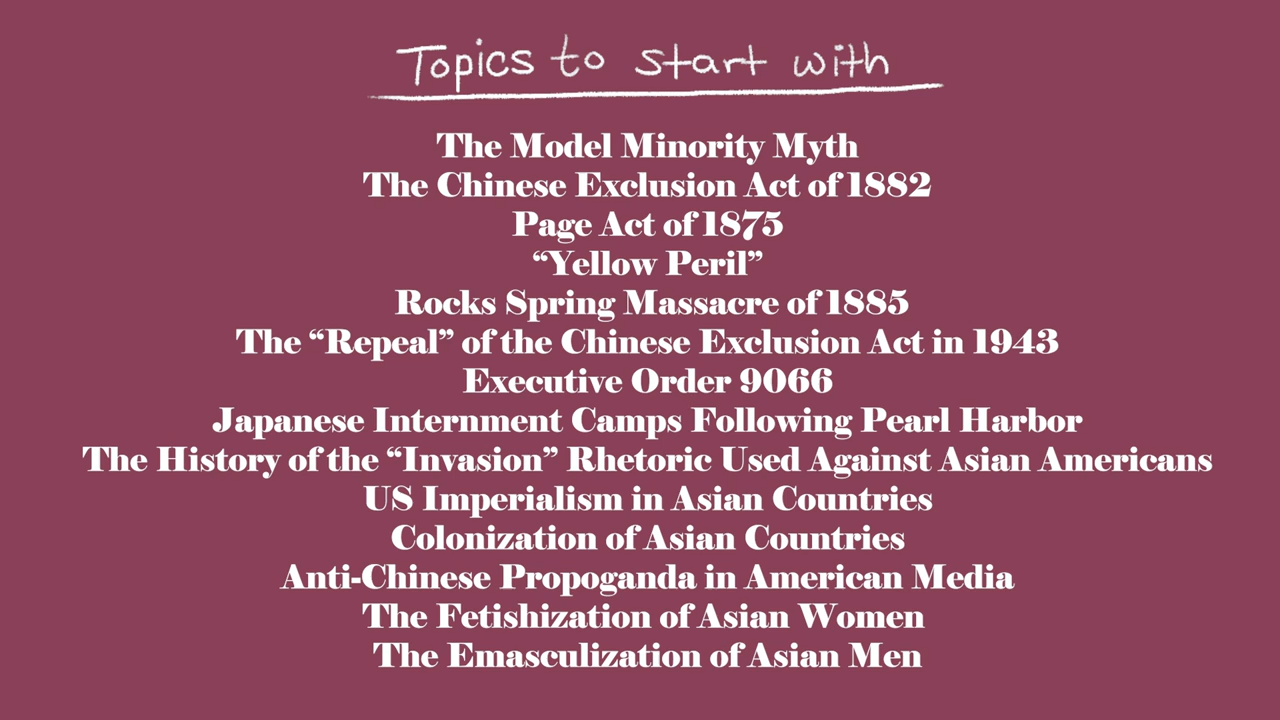 Topics to start with
The Model Minority Myth
The Chinese Exclusion Act of 1882
Page Act of 1875
“Yellow Peril”
Rocks Spring Massacre of 1885
The “Repeal” of the Chinese Exclusion Act in 1943
Executive Order 9066
Japanese Internment Camps Following Pearl Harbor
The History of the “Invasion” Rhetoric Used Against Asian Americans
US Imperialism in Asian Countries
Colonization of Asian Countries
Anti-Chinese Propoganda in American Media
The Fetishization of Asian Women
The Emasculization of Asian Men